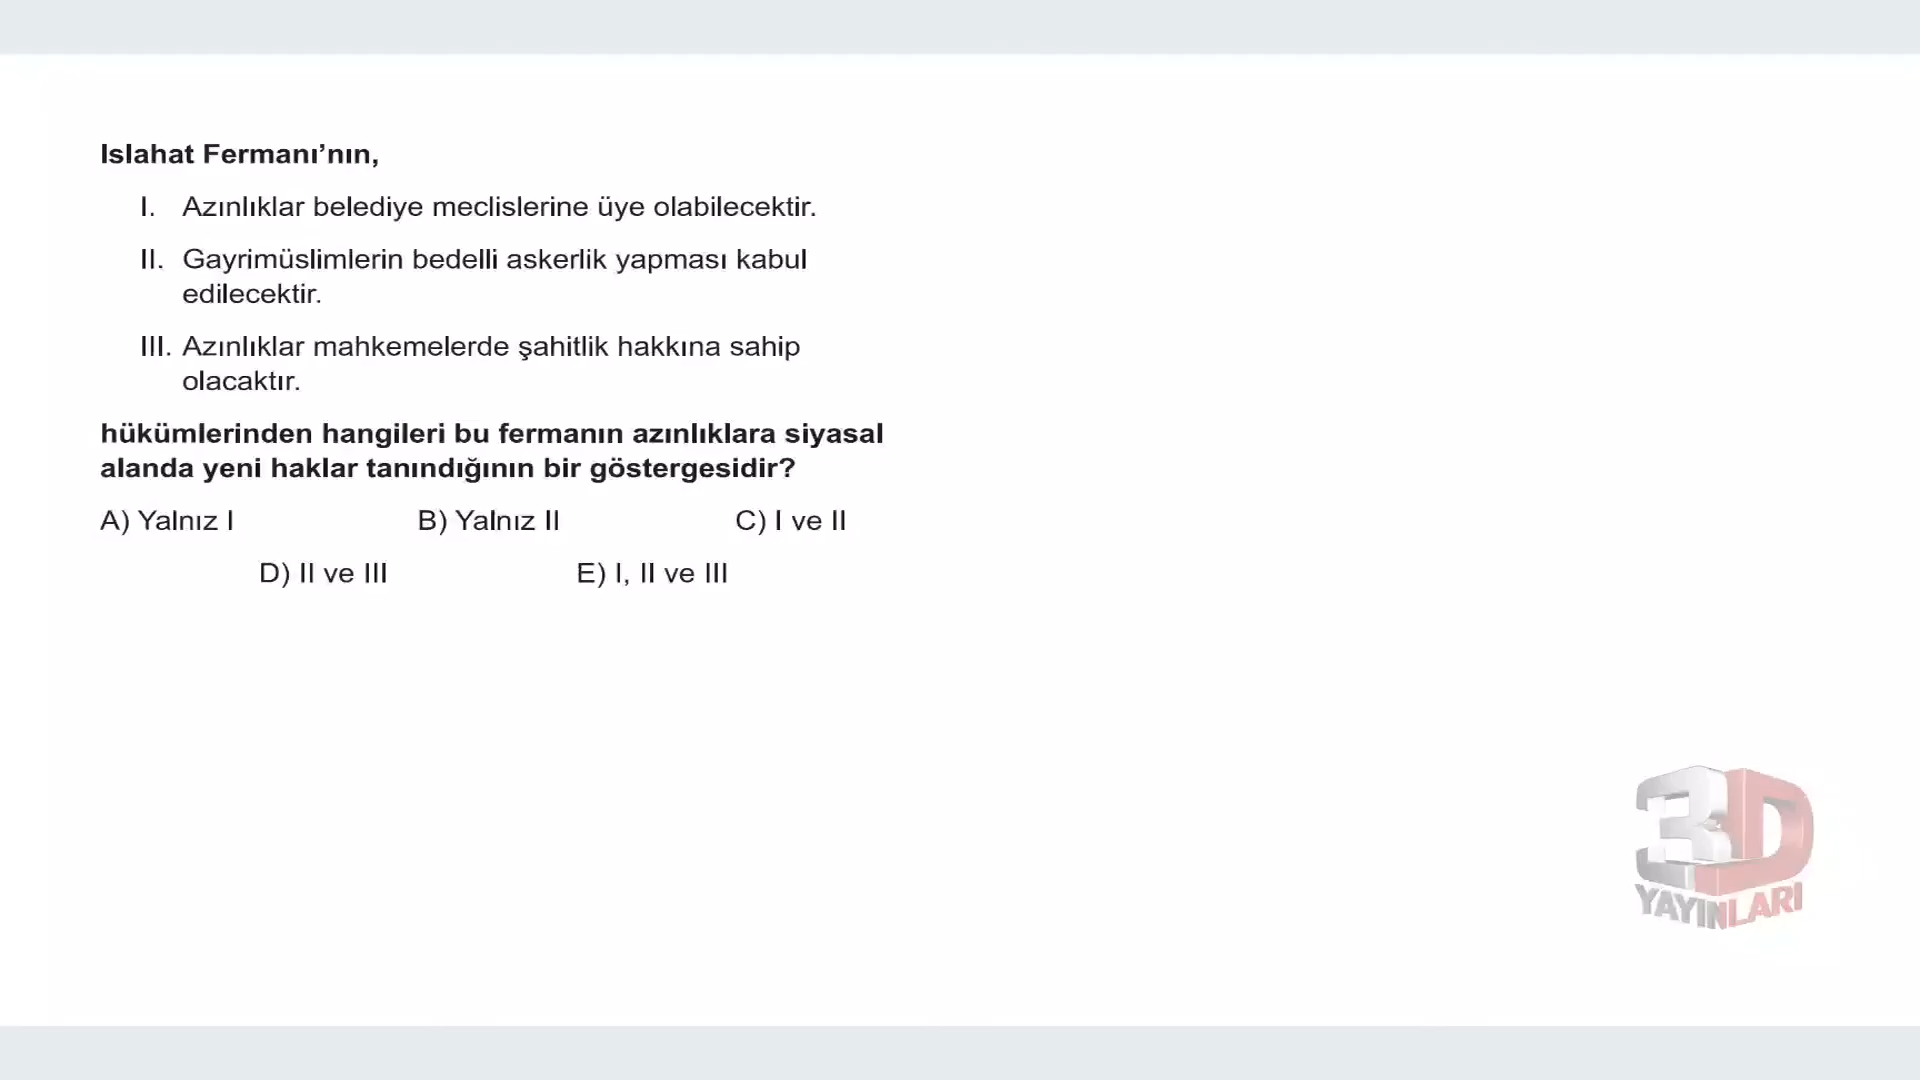 Islahat Fermanı’nın,
I. Azınlıklar belediye meclislerine üye olabilecektir.
II. Gayrimüslimlerin bedelli askerlik yapması kabul
edilecektir.
III. Azınlıklar mahkemelerde şahitlik hakkına sahip
olacaktır.
hükümlerinden hangileri bu fermanın azınlıklara siyasal
alanda yeni haklar tanındığının bir göstergesidir?
A) Yalnız I B) Yalnız II C) I ve II
D) II ve III E) I, II ve III
3D
YAYINLARI